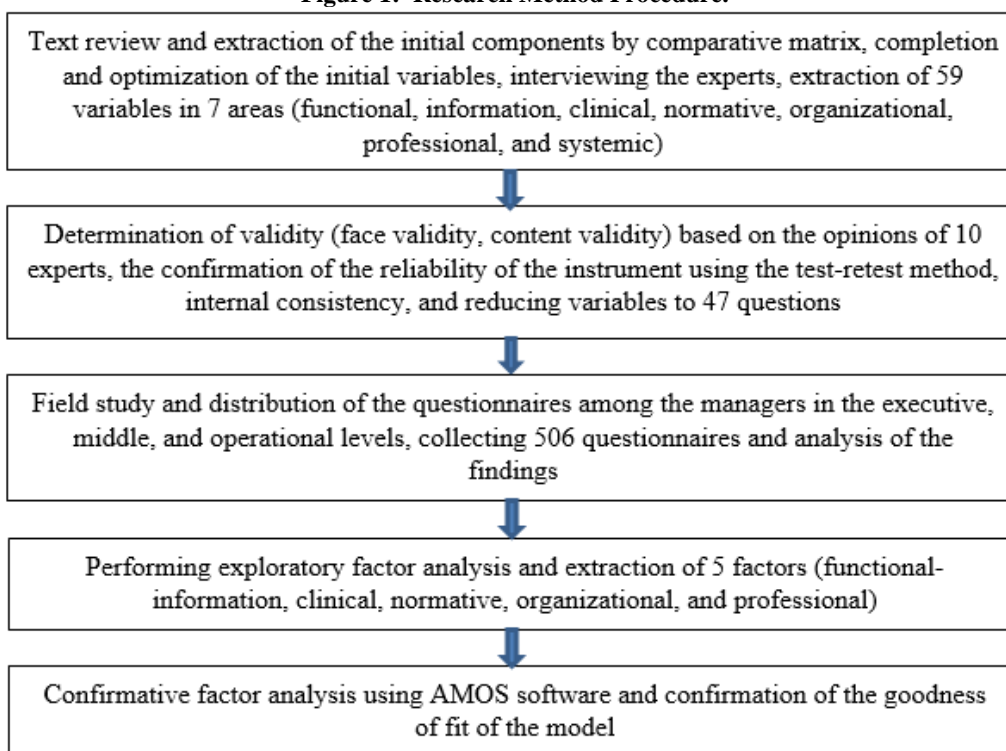 Figure 1. Research Method Procedure.
Text review and extraction of the initial components by comparative matrix, completion
and optimization of the initial variables, interviewing the experts, extraction of 59
variables in 7 areas (functional, information, clinical, normative, organizational,
professional, and systemic)
Determination of validity (face validity, content validity) based on the opinions of 10
experts, the confirmation of the reliability of the instrument using the test-retest method,
internal consistency, and reducing variables to 47 questions
Field study and distribution of the questionnaires among the managers in the executive,
middle, and operational levels, collecting 506 questionnaires and analysis of the
findings
Performing exploratory factor analysis and extraction of 5 factors (functional-
information, clinical, normative, organizational, and professional)
Confirmative factor analysis using AMOS software and confirmation of the goodness
of fit of the model